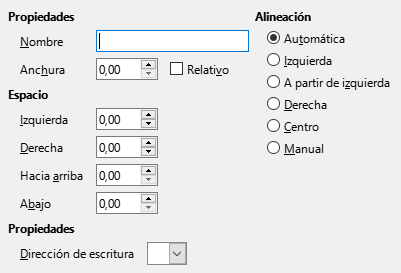 Propiedades
Nombre
Anchura 0,00 Relativo
Espacio
Izquierda 0,00
Derecha 0,00
Hacia arriba 0,00
Abajo 0,00
Propiedades
Dirección de escritura
Alineación
Automática
Izquierda
A partir de izquierda
Derecha
Centro
Manual